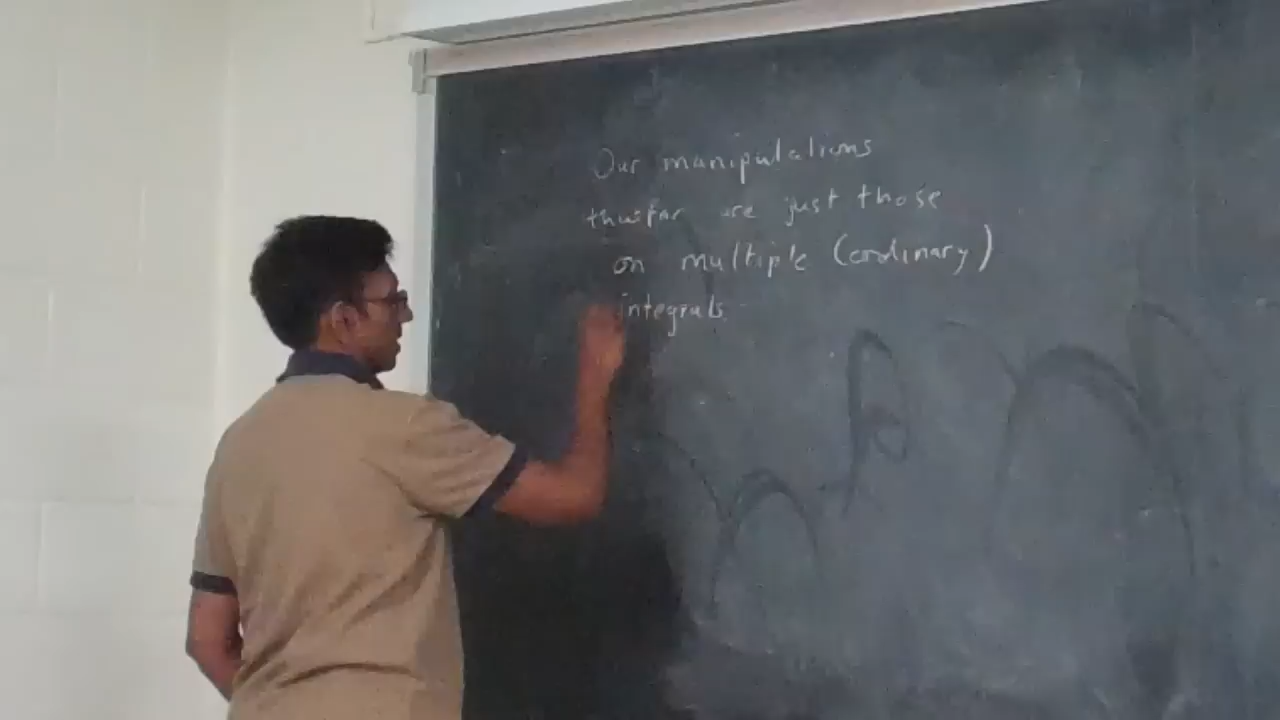 Our manipulations
thusfar are just those
on multiple (ordinary)
integrals.